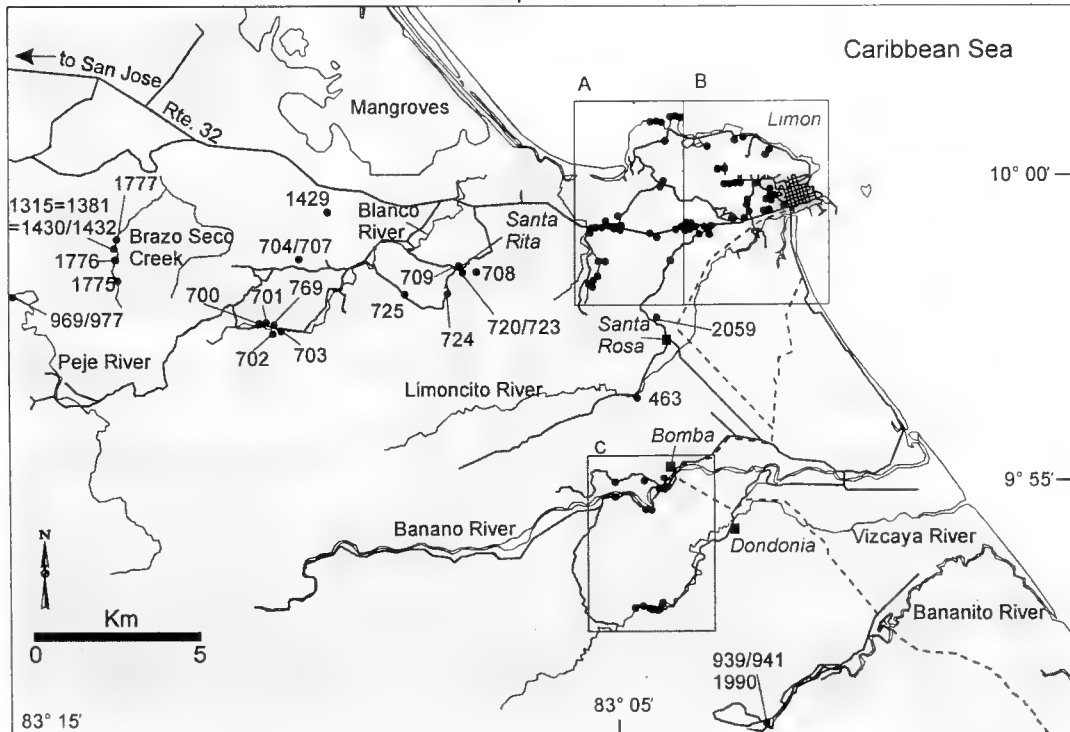 Caribbean Sea
to San Jose
Rte. 32
Mangroves
A
B
Limon
10° 00'
1777
1315=1381
=1430/1432
1776
1775
Brazo Seco
Creek
1429
Blanco
River
Santa
Rita
704/707
709
708
700
701
769
702
703
725
724
720/723
969/977
Peje River
Santa
Rosa
2059
Limoncito River
463
Bomba
9° 55'
C
Banano River
Dondonia
Vizcaya River
Bananito River
N
Km
0
5
939/941
1990
83° 15'
83° 05'